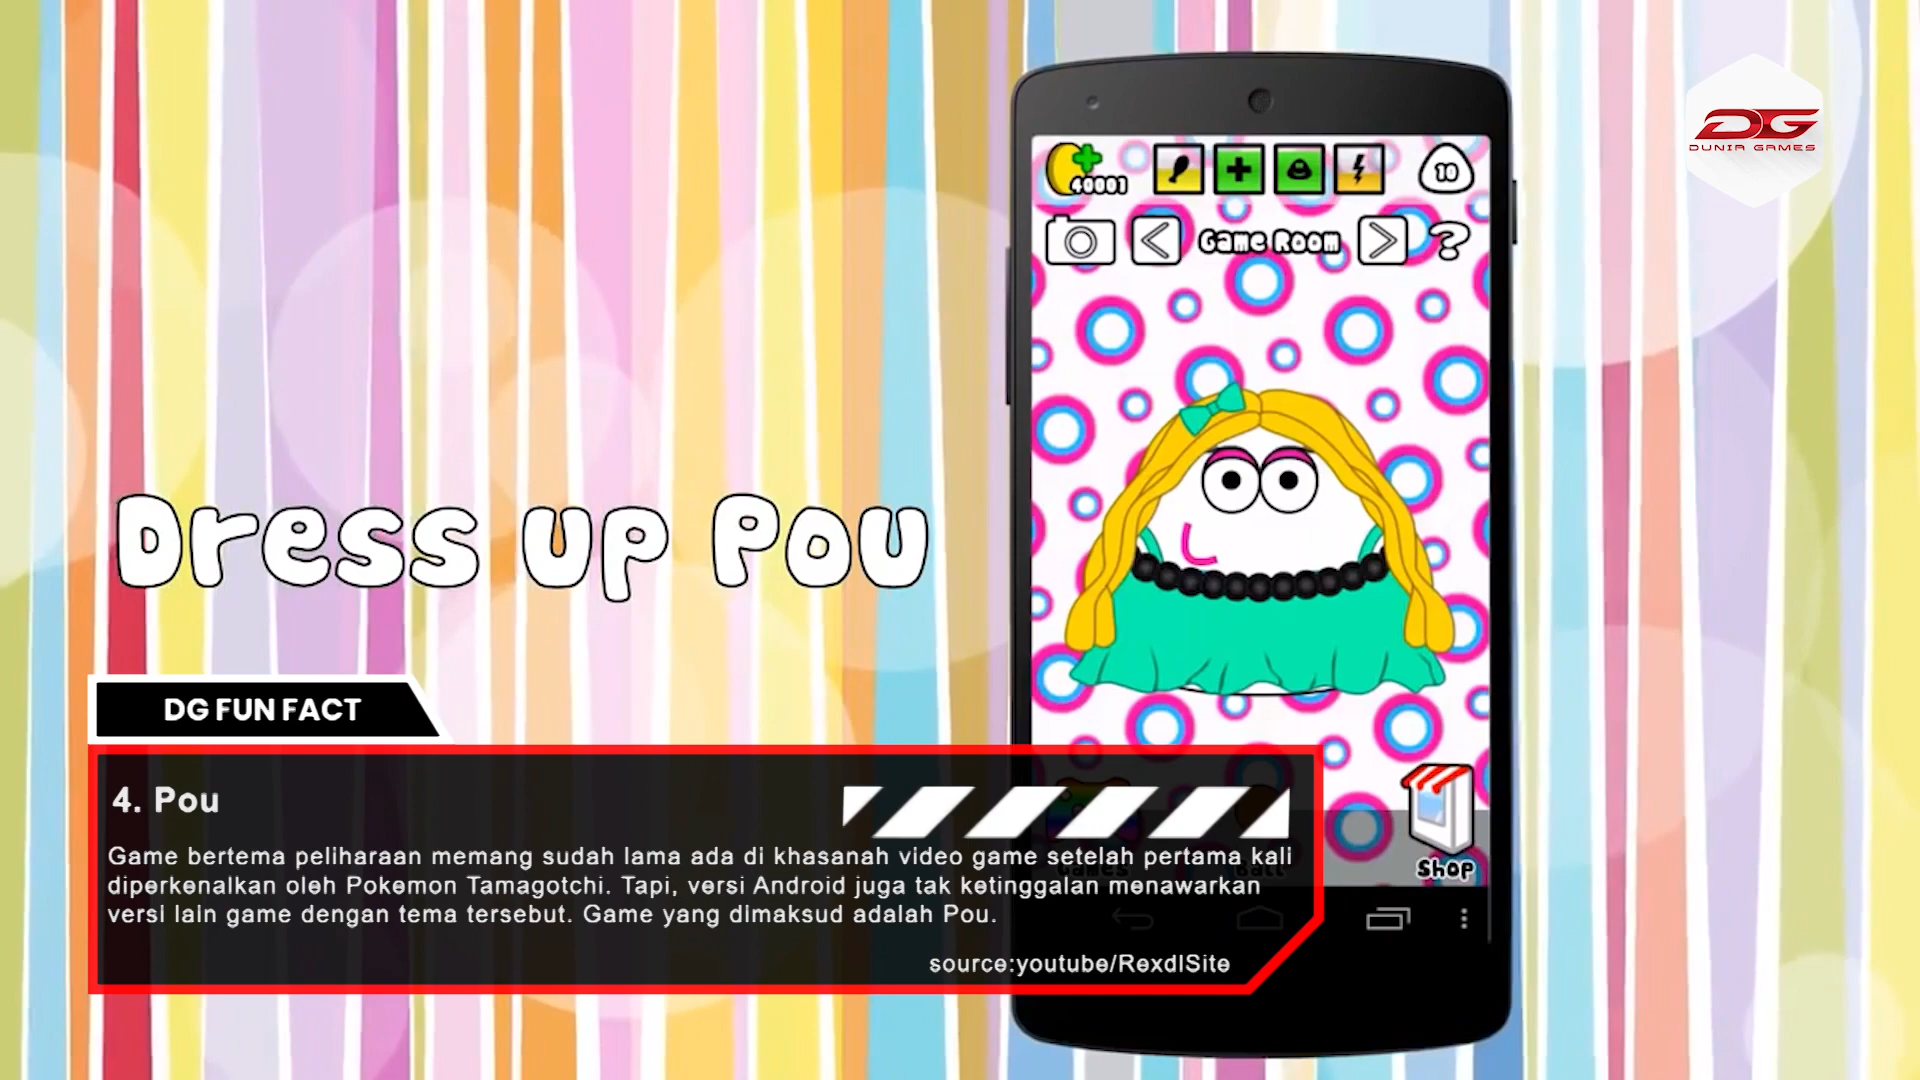 DG
DUNIA GAMES
40001
10
Game Room
?
Dress up Pou
DG FUN FACT
4. Pou
Game bertema peliharaan memang sudah lama ada di khasanah video game setelah pertama kali
diperkenalkan oleh Pokemon Tamagotchi. Tapi, versi Android juga tak ketinggalan menawarkan
versi lain game dengan tema tersebut. Game yang dimaksud adalah Pou.
source:youtube/RexdlSite
Games
Ball
Shop